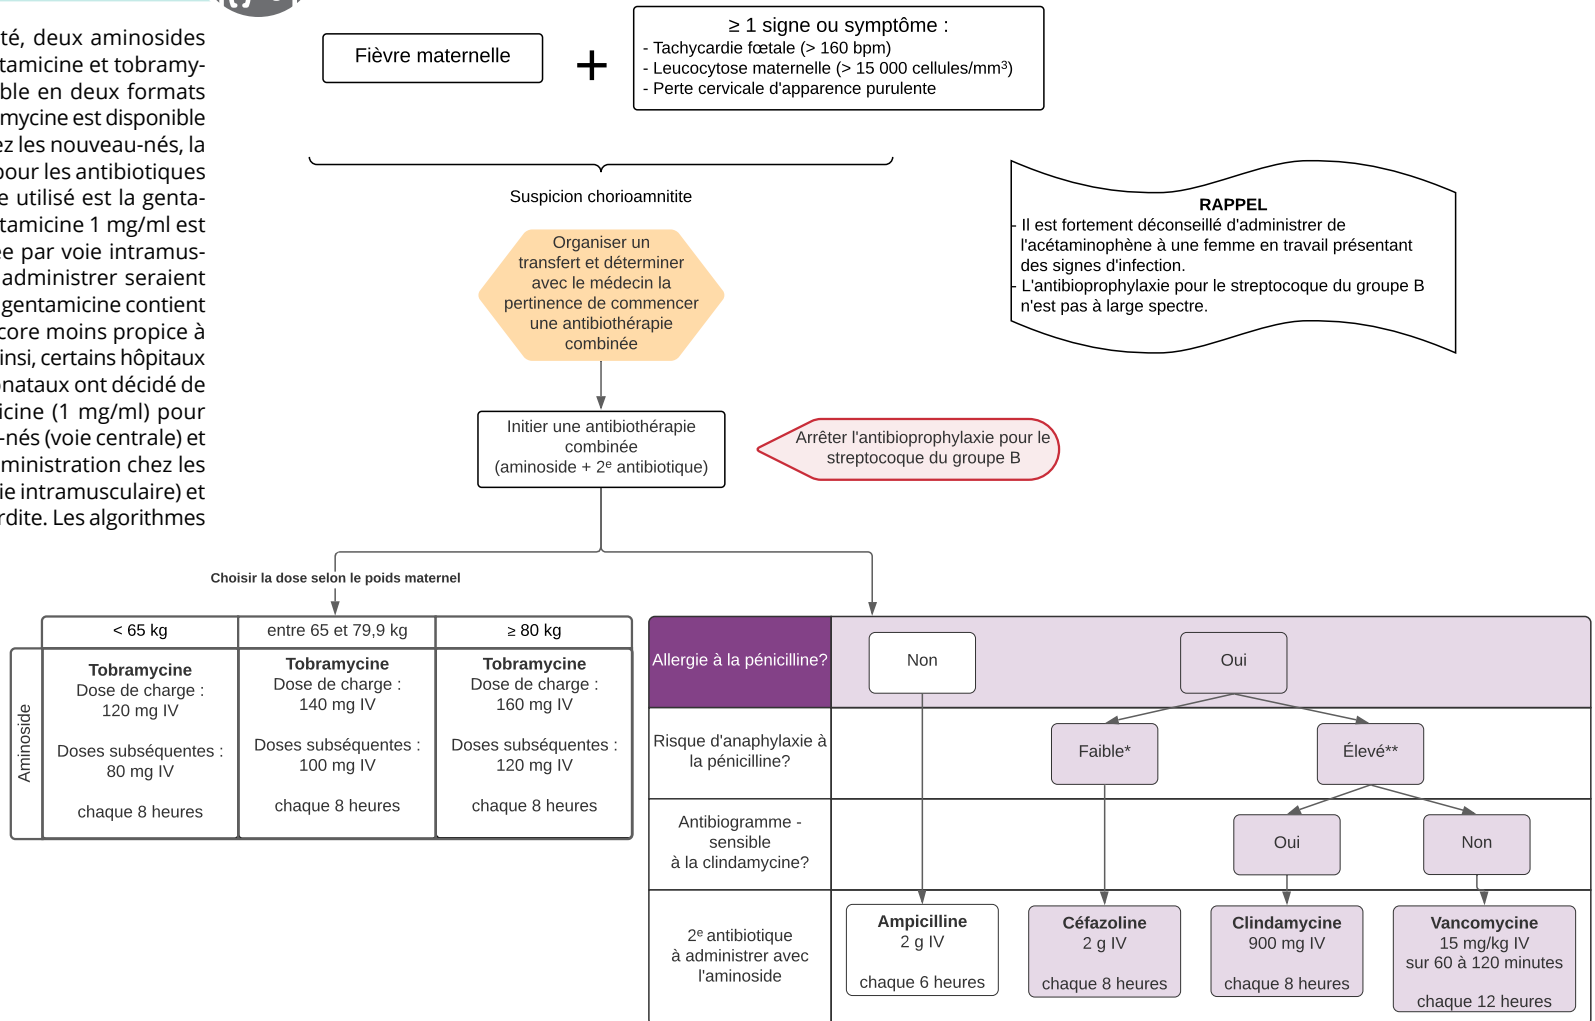 té, deux aminosides
tamicine et tobramy-
ble en deux formats
mycine est disponible
ez les nouveau-nés, la
pour les antibiotiques
e utilisé est la genta-
tamicine 1 mg/ml est
ée par voie intramus-
administrer seraient
gentamicine contient
core moins propice à
insi, certains hôpitaux
onataux ont décidé de
icine (1 mg/ml) pour
-nés (voie centrale) et
ministration chez les
ie intramusculaire) et
rdite. Les algorithmes
Fièvre maternelle
+
≥ 1 signe ou symptôme :
- Tachycardie fœtale (> 160 bpm)
- Leucocytose maternelle (> 15 000 cellules/mm³)
- Perte cervicale d'apparence purulente
Suspicion chorioamnitite
Organiser un
transfert et déterminer
avec le médecin la
pertinence de commencer
une antibiothérapie
combinée
RAPPEL
- Il est fortement déconseillé d'administrer de
l'acétaminophène à une femme en travail présentant
des signes d'infection.
- L'antibioprophylaxie pour le streptocoque du groupe B
n'est pas à large spectre.
Initier une antibiothérapie
combinée
(aminoside + 2ᵉ antibiotique)
Arrêter l'antibioprophylaxie pour le
streptocoque du groupe B
Choisir la dose selon le poids maternel
< 65 kg
entre 65 et 79,9 kg
≥ 80 kg
Aminoside
Tobramycine
Dose de charge :
120 mg IV
Doses subséquentes :
80 mg IV
chaque 8 heures
Tobramycine
Dose de charge :
140 mg IV
Doses subséquentes :
100 mg IV
chaque 8 heures
Tobramycine
Dose de charge :
160 mg IV
Doses subséquentes :
120 mg IV
chaque 8 heures
Allergie à la pénicilline?
Non
Oui
Risque d'anaphylaxie à
la pénicilline?
Faible*
Élevé**
Antibiogramme -
sensible
à la clindamycine?
Oui
Non
2ᵉ antibiotique
à administrer avec
l'aminoside
Ampicilline
2 g IV
chaque 6 heures
Céfazoline
2 g IV
chaque 8 heures
Clindamycine
900 mg IV
chaque 8 heures
Vancomycine
15 mg/kg IV
sur 60 à 120 minutes
chaque 12 heures